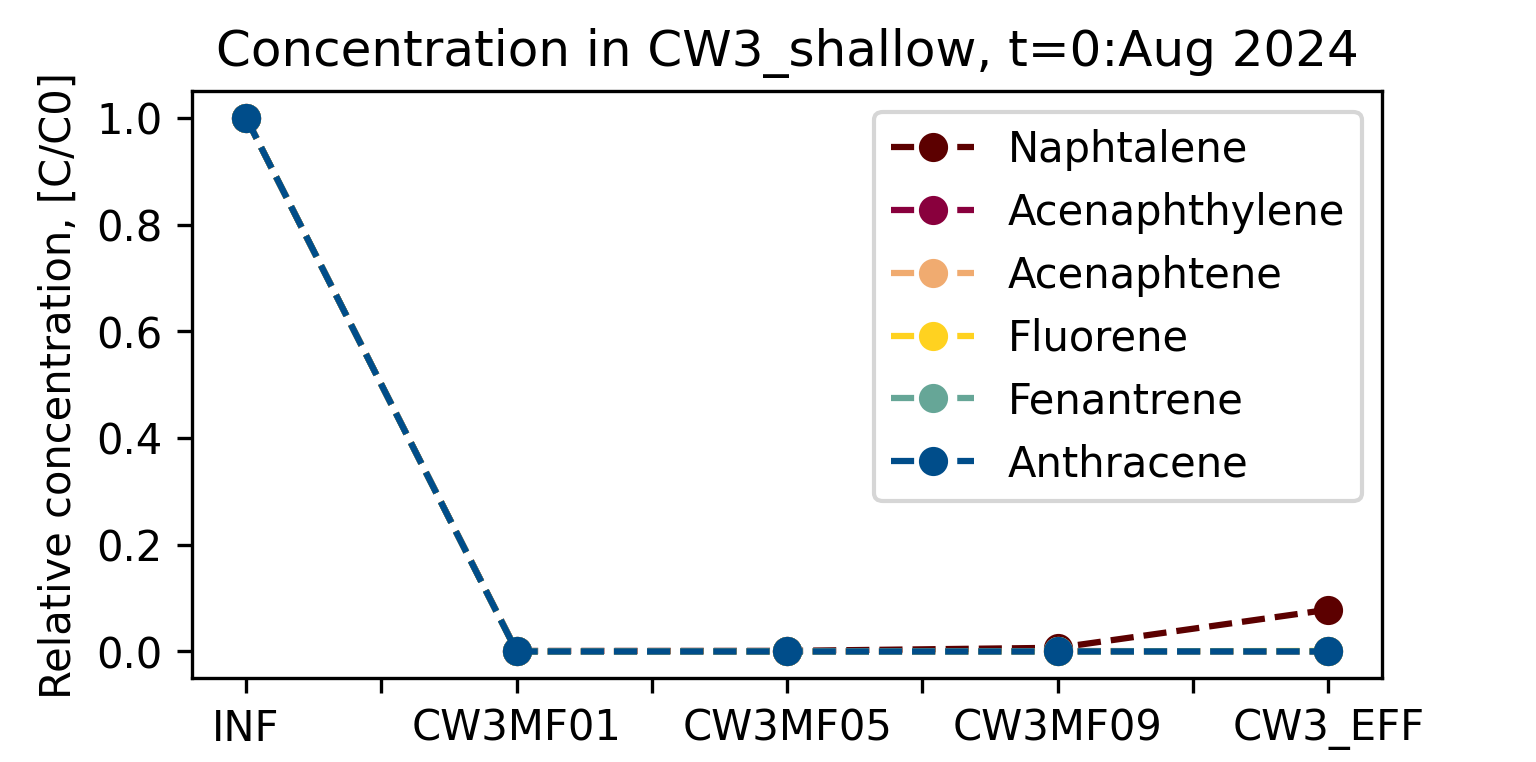 Concentration in CW3_shallow, t=0:Aug 2024
Relative concentration, [C/C0]
1.0
0.8
0.6
0.4
0.2
0.0
Naphtalene
Acenaphthylene
Acenaphtene
Fluorene
Fenantrene
Anthracene
INF
CW3MF01
CW3MF05
CW3MF09
CW3_EFF